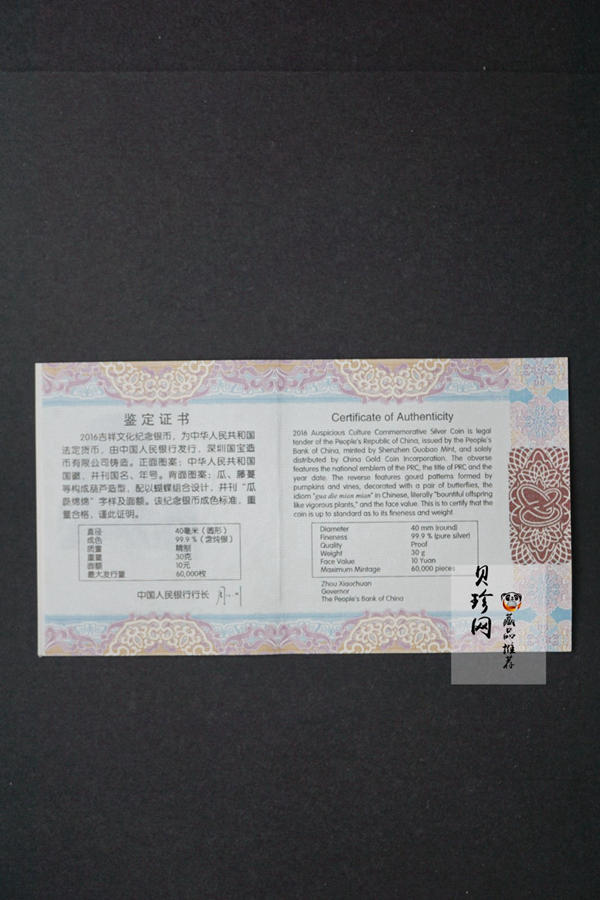 鉴定证书
2016吉祥文化纪念银币，为中华人民共和国
法定货币，由中国人民银行发行，深圳国宝造
币有限公司铸造。正面图案：中华人民共和国
国徽，并刊国名、年号。背面图案：瓜、藤蔓
等构成葫芦造型，配以蝴蝶组合设计，并刊“瓜
瓞绵绵”字样及面额。该纪念银币成色标准，重
量合格，谨此证明。
直径 40毫米（圆形）
成色 99.9%（含纯银）
质量 精制
重量 30克
面额 10元
最大发行量 60,000枚
中国人民银行行长
Certificate of Authenticity
2016 Auspicious Culture Commemorative Silver Coin is legal
tender of the People's Republic of China, issued by the People's
Bank of China, minted by Shenzhen Guobao Mint, and solely
distributed by China Gold Coin Incorporation. The obverse
features the national emblem of the PRC, the title of PRC and the
year date. The reverse features gourd patterns formed by
pumpkins and vines, decorated with a pair of butterflies, the
idiom "gua die mian mian" in Chinese, literally "bountiful offspring
like vigorous plants," and the face value. This is to certify that the
coin is up to standard as to its fineness and weight
Diameter 40 mm (round)
Fineness 99.9 % (pure silver)
Quality Proof
Weight 30 g
Face Value 10 Yuan
Maximum Mintage 60,000 pieces
Zhou Xiaochuan
Governor
The People's Bank of China
贝珍网
藏品推荐